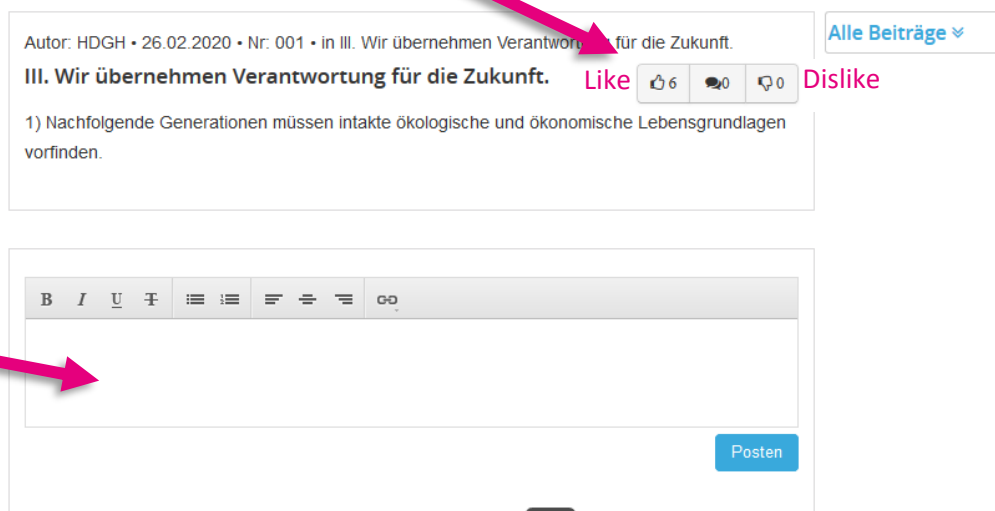 Autor: HDGH • 26.02.2020 • Nr: 001 • in III. Wir übernehmen Verantwortung für die Zukunft.
Alle Beiträge
III. Wir übernehmen Verantwortung für die Zukunft.
Like 6 0 0 Dislike
1) Nachfolgende Generationen müssen intakte ökologische und ökonomische Lebensgrundlagen
vorfinden.
B I U T
Posten